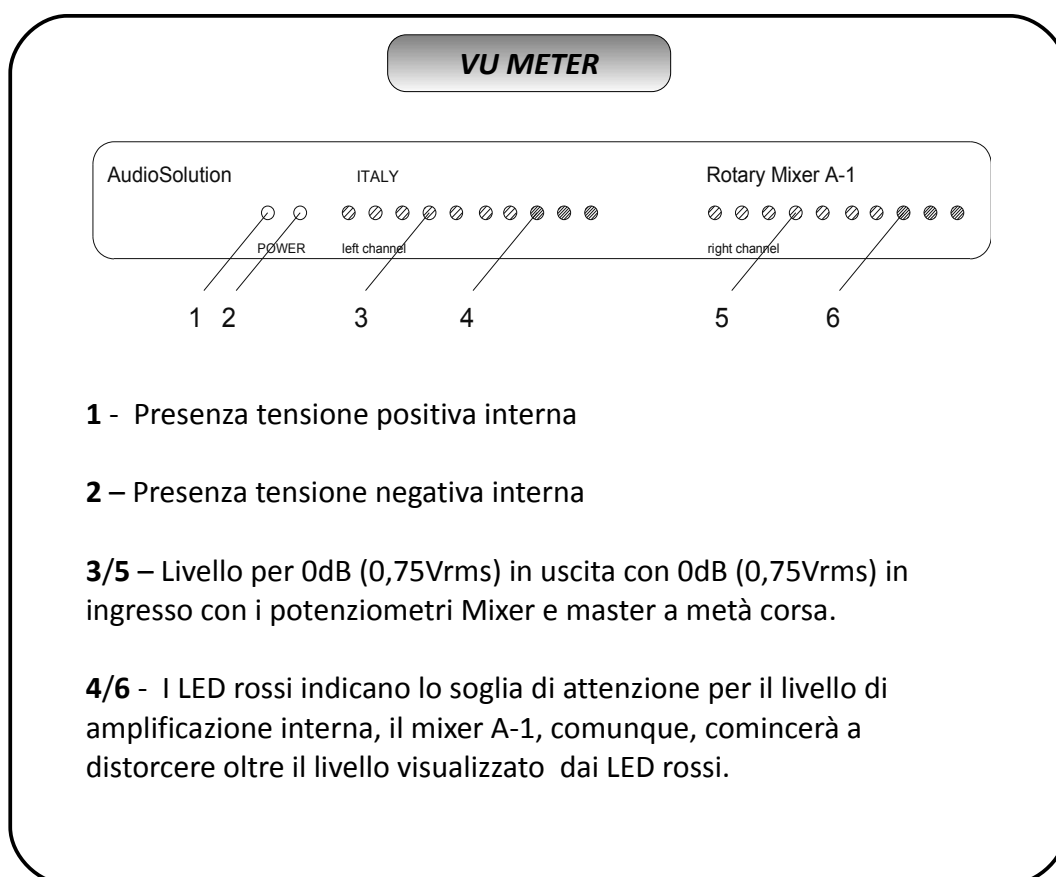 VU METER
AudioSolution ITALY Rotary Mixer A-1
POWER left channel right channel
1 2 3 4 5 6
1 - Presenza tensione positiva interna
2 – Presenza tensione negativa interna
3/5 – Livello per 0dB (0,75Vrms) in uscita con 0dB (0,75Vrms) in
ingresso con i potenziometri Mixer e master a metà corsa.
4/6 - I LED rossi indicano lo soglia di attenzione per il livello di
amplificazione interna, il mixer A-1, comunque, comincerà a
distorcere oltre il livello visualizzato dai LED rossi.